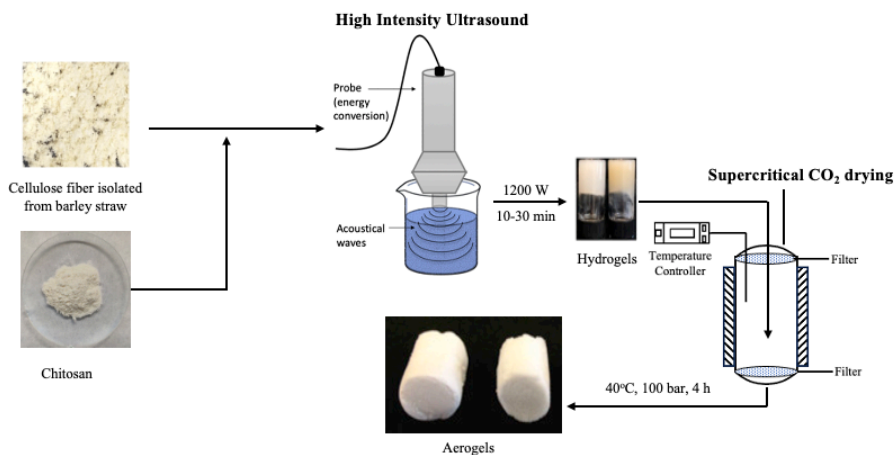 High Intensity Ultrasound
Probe
(energy
conversion)
Cellulose fiber isolated
from barley straw
Acoustical
waves
1200 W
10-30 min
Supercritical CO₂ drying
Hydrogels
Temperature
Controller
Filter
Filter
Chitosan
40ºC, 100 bar, 4 h
Aerogels